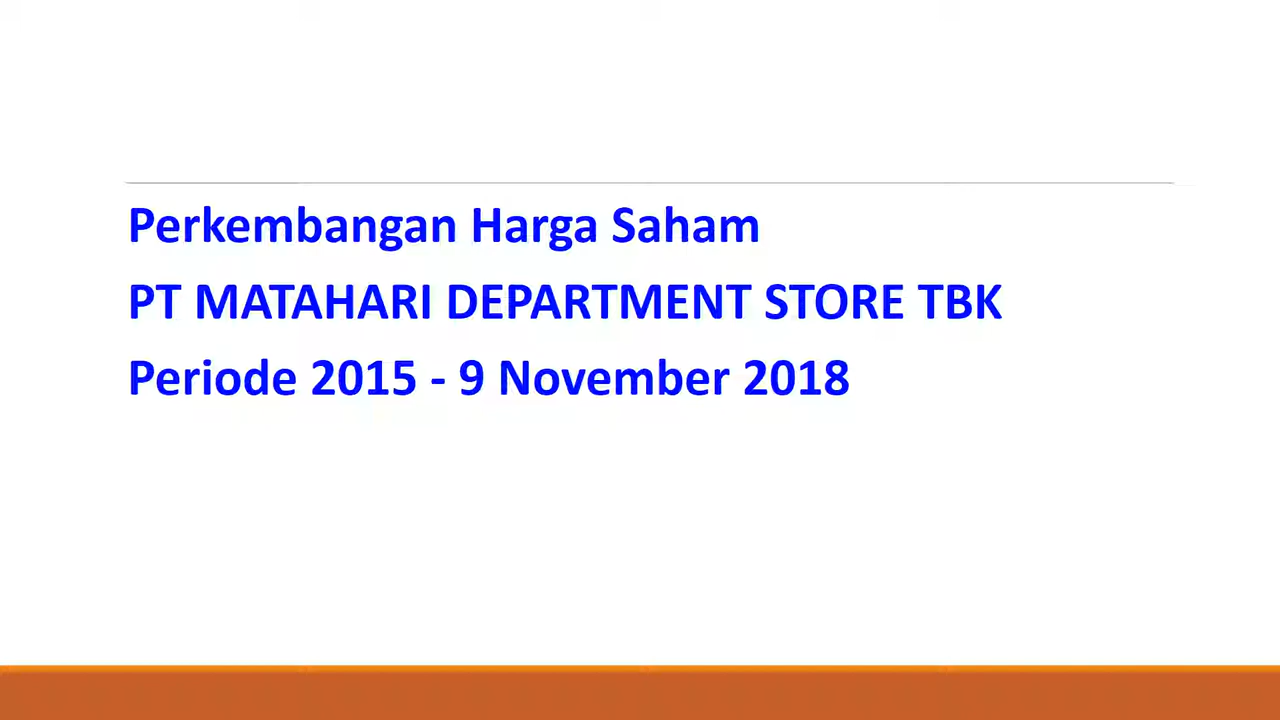 Perkembangan Harga Saham
PT MATAHARI DEPARTMENT STORE TBK
Periode 2015 - 9 November 2018